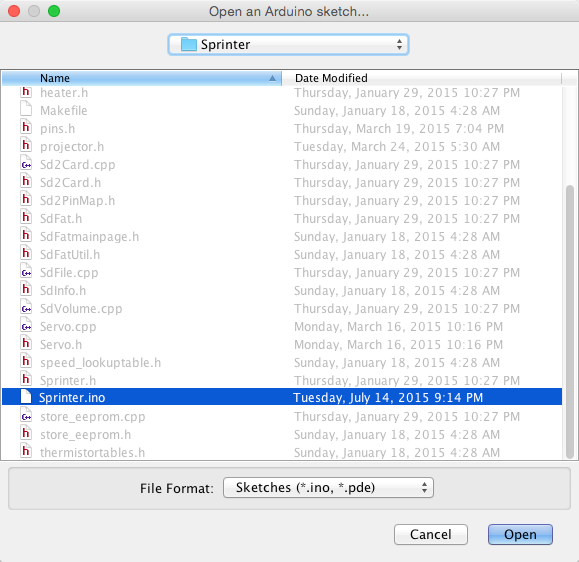 Open an Arduino sketch...
Sprinter
Name Date Modified
heater.h Thursday, January 29, 2015 10:27 PM
Makefile Sunday, January 18, 2015 4:28 AM
pins.h Thursday, March 19, 2015 7:04 PM
projector.h Tuesday, March 24, 2015 5:30 AM
Sd2Card.cpp Thursday, January 29, 2015 10:27 PM
Sd2Card.h Thursday, January 29, 2015 10:27 PM
Sd2PinMap.h Thursday, January 29, 2015 10:27 PM
SdFat.h Thursday, January 29, 2015 10:27 PM
SdFatmainpage.h Sunday, January 18, 2015 4:28 AM
SdFatUtil.h Sunday, January 18, 2015 4:28 AM
SdFile.cpp Thursday, January 29, 2015 10:27 PM
SdInfo.h Sunday, January 18, 2015 4:28 AM
SdVolume.cpp Thursday, January 29, 2015 10:27 PM
Servo.cpp Monday, March 16, 2015 10:16 PM
Servo.h Monday, March 16, 2015 10:16 PM
speed_lookuptable.h Sunday, January 18, 2015 4:28 AM
Sprinter.h Thursday, January 29, 2015 10:27 PM
Sprinter.ino Tuesday, July 14, 2015 9:14 PM
store_eeprom.cpp Thursday, January 29, 2015 10:27 PM
store_eeprom.h Sunday, January 18, 2015 4:28 AM
thermistortables.h Sunday, January 18, 2015 4:28 AM
File Format: Sketches (*.ino, *.pde)
Cancel Open